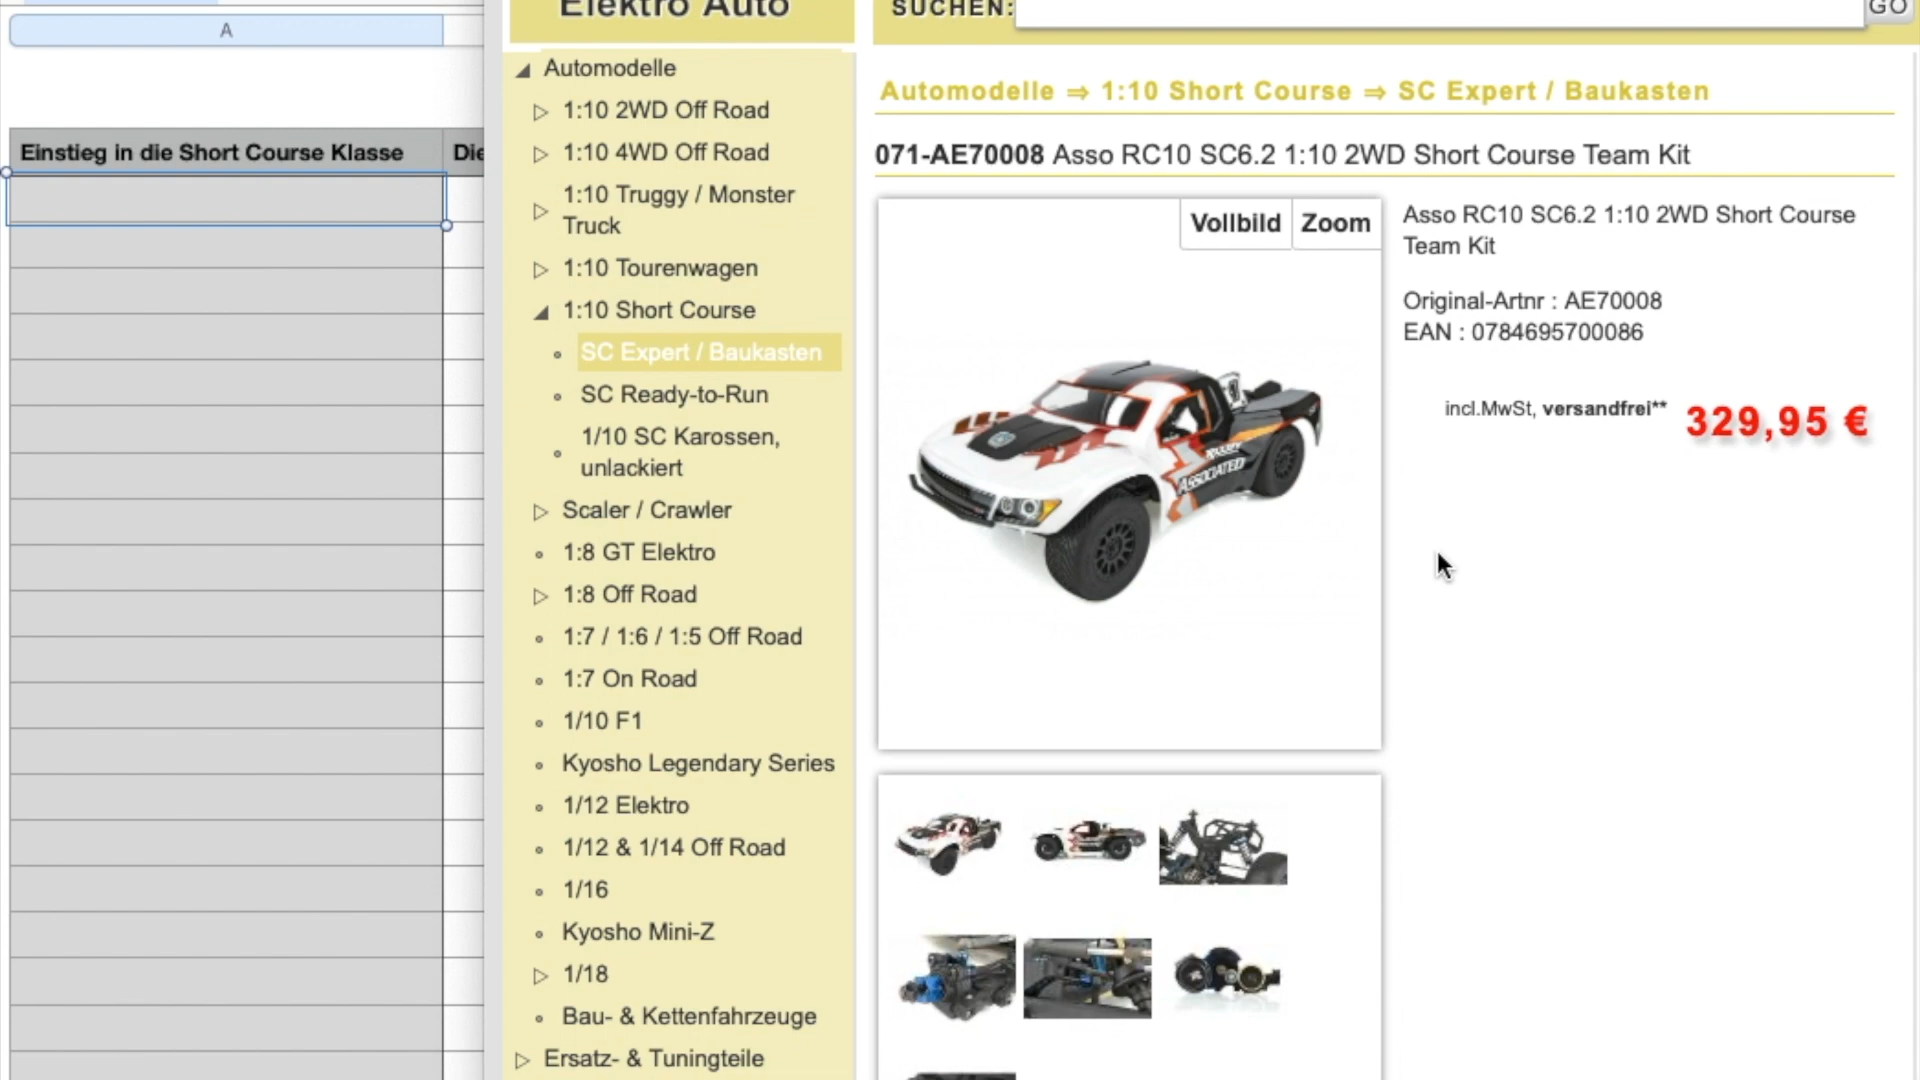 A
Einstieg in die Short Course Klasse
Die
Elektro Auto
Automodelle
1:10 2WD Off Road
1:10 4WD Off Road
1:10 Truggy / Monster
Truck
1:10 Tourenwagen
1:10 Short Course
SC Expert / Baukasten
SC Ready-to-Run
1/10 SC Karossen,
unlackiert
Scaler / Crawler
1:8 GT Elektro
1:8 Off Road
1:7 / 1:6 / 1:5 Off Road
1:7 On Road
1/10 F1
Kyosho Legendary Series
1/12 Elektro
1/12 & 1/14 Off Road
1/16
Kyosho Mini-Z
1/18
Bau- & Kettenfahrzeuge
Ersatz- & Tuningteile
SUCHEN:
GO
Automodelle ⇒ 1:10 Short Course ⇒ SC Expert / Baukasten
071-AE70008 Asso RC10 SC6.2 1:10 2WD Short Course Team Kit
Vollbild
Zoom
ASSOCIATED
Asso RC10 SC6.2 1:10 2WD Short Course
Team Kit
Original-Artnr : AE70008
EAN : 0784695700086
incl.MwSt, versandfrei** 329,95 €